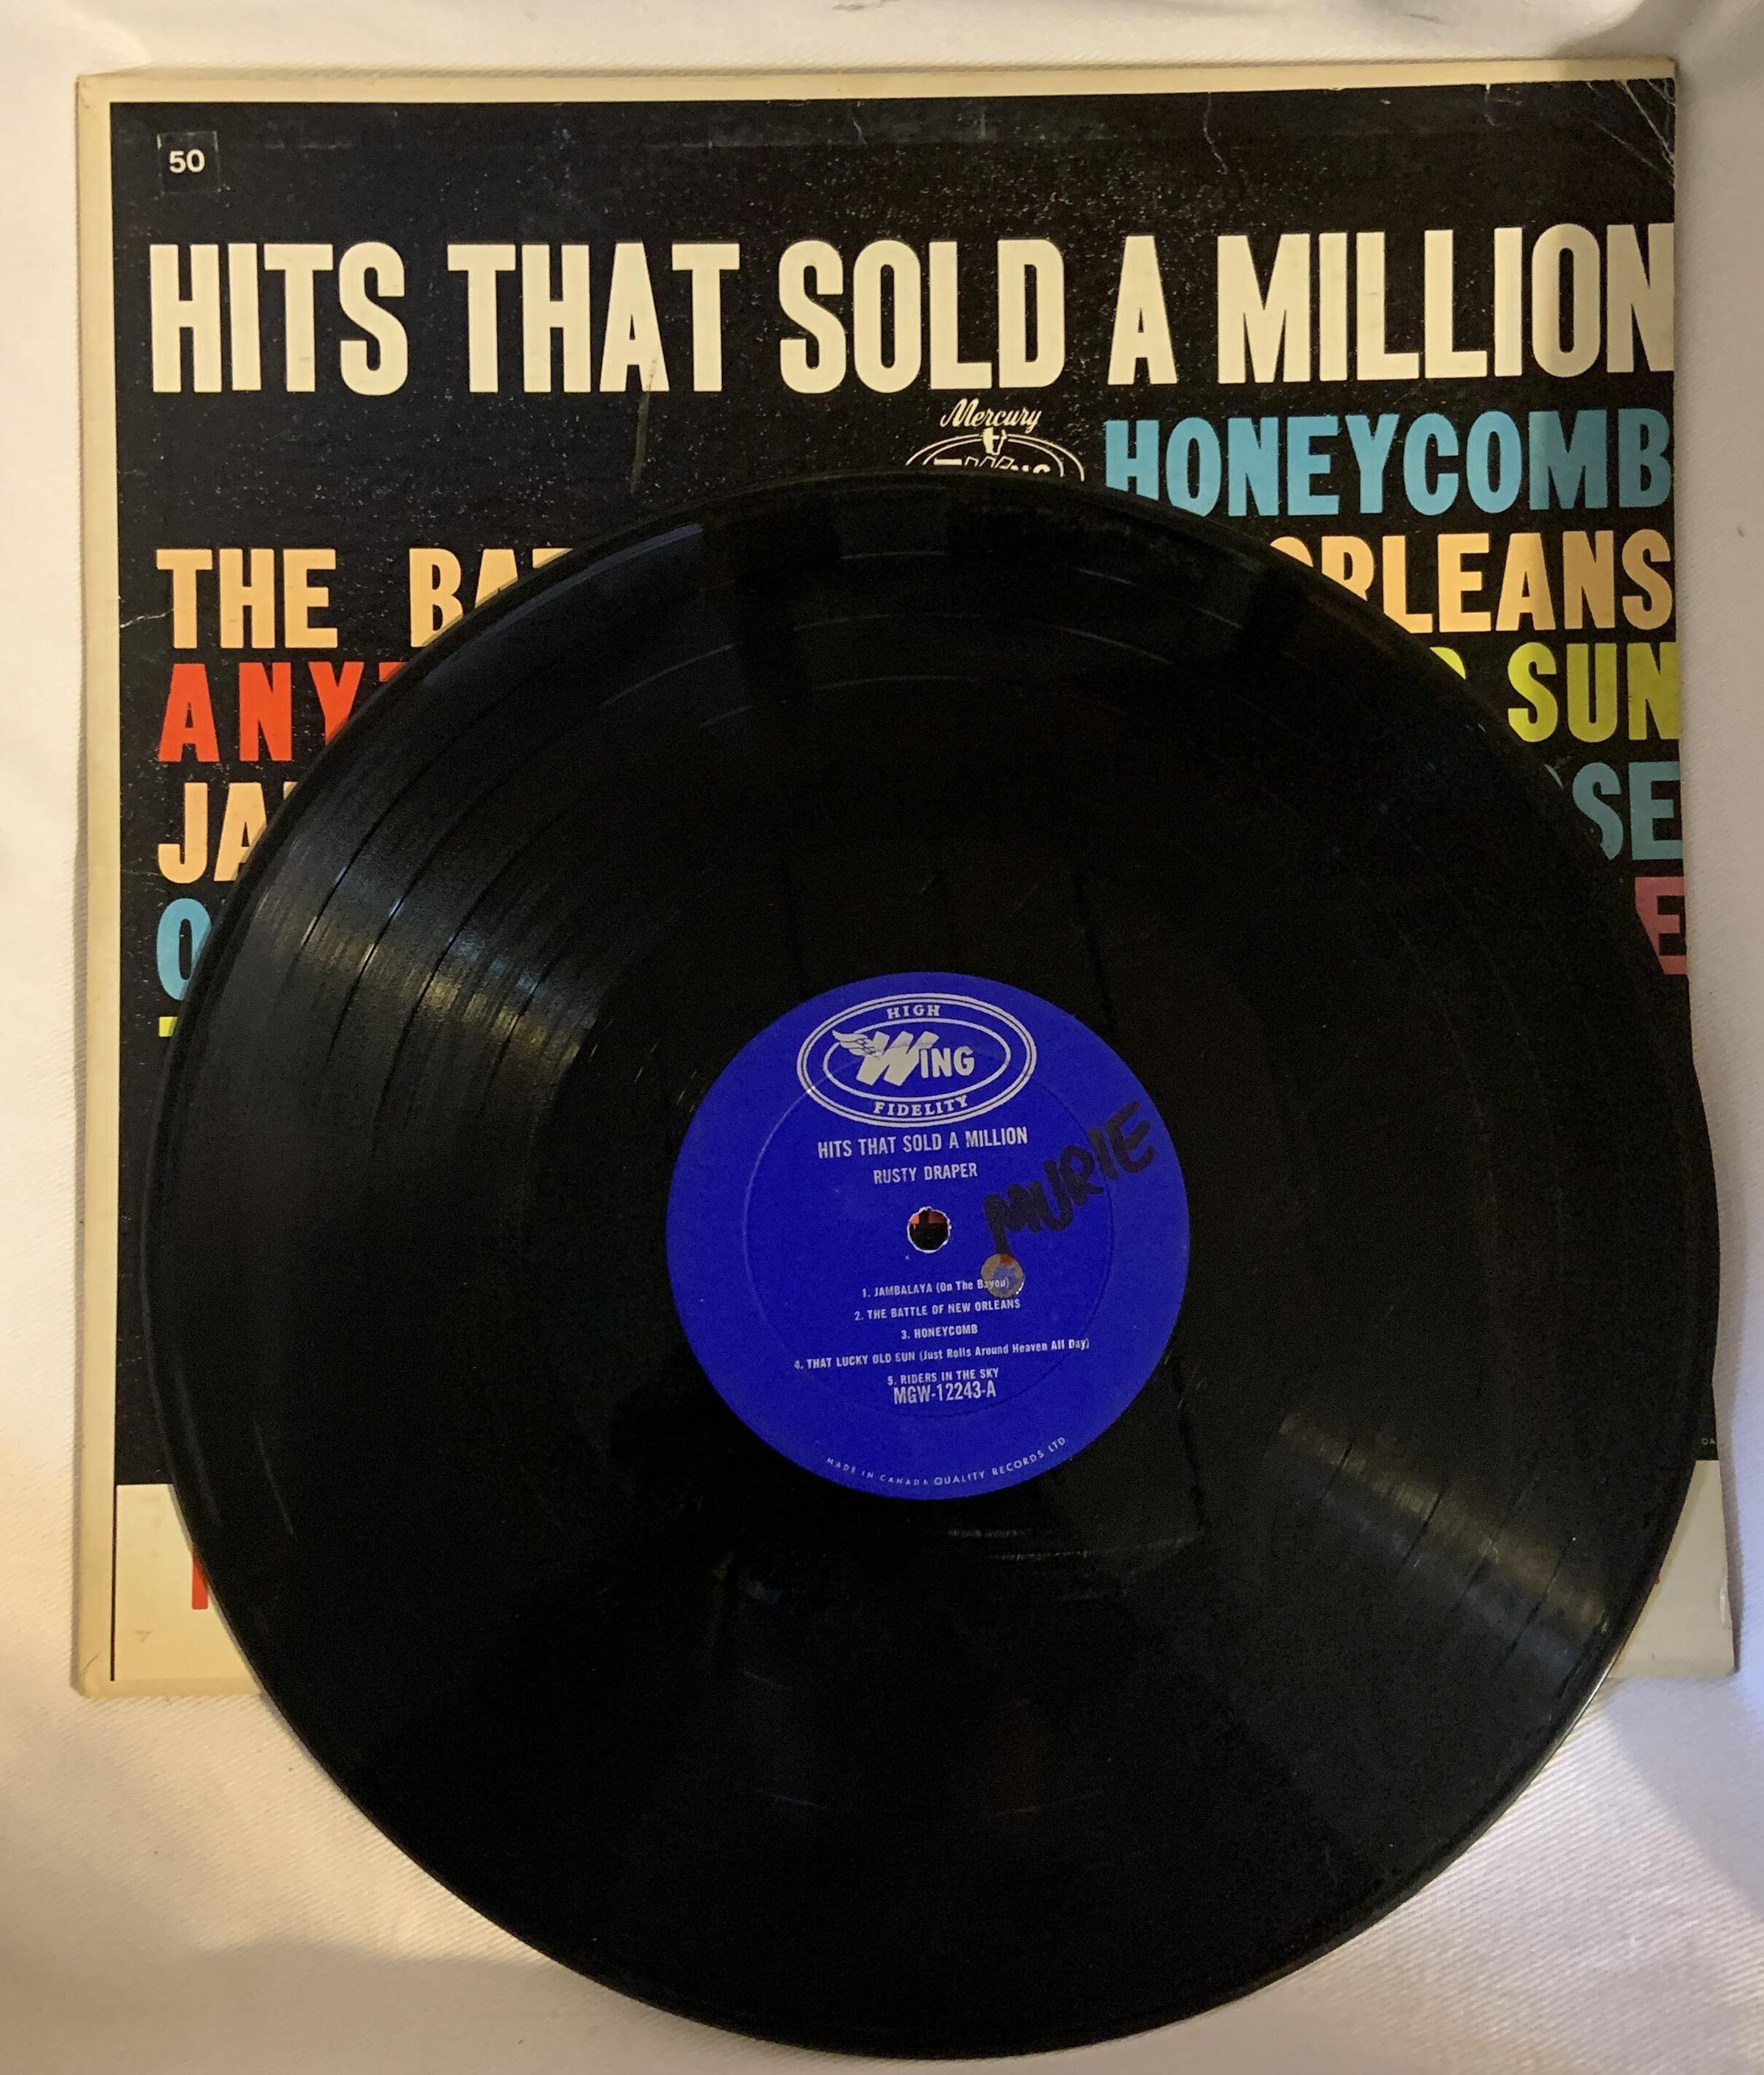 50
HITS THAT SOLD A MILLION
Mercury
HONEYCOMB
THE ORLEANS
SUN
HIGH
WING
FIDELITY
HITS THAT SOLD A MILLION
RUSTY DRAPER
MURIE
1. JAMBALAYA (On The Bayou)
2. THE BATTLE OF NEW ORLEANS
3. HONEYCOMB
4. THAT LUCKY OLD SUN (Just Rolls Around Heaven All Day)
5. RIDERS IN THE SKY
MGW-12243-A
MADE IN CANADA QUALITY RECORDS LTD.